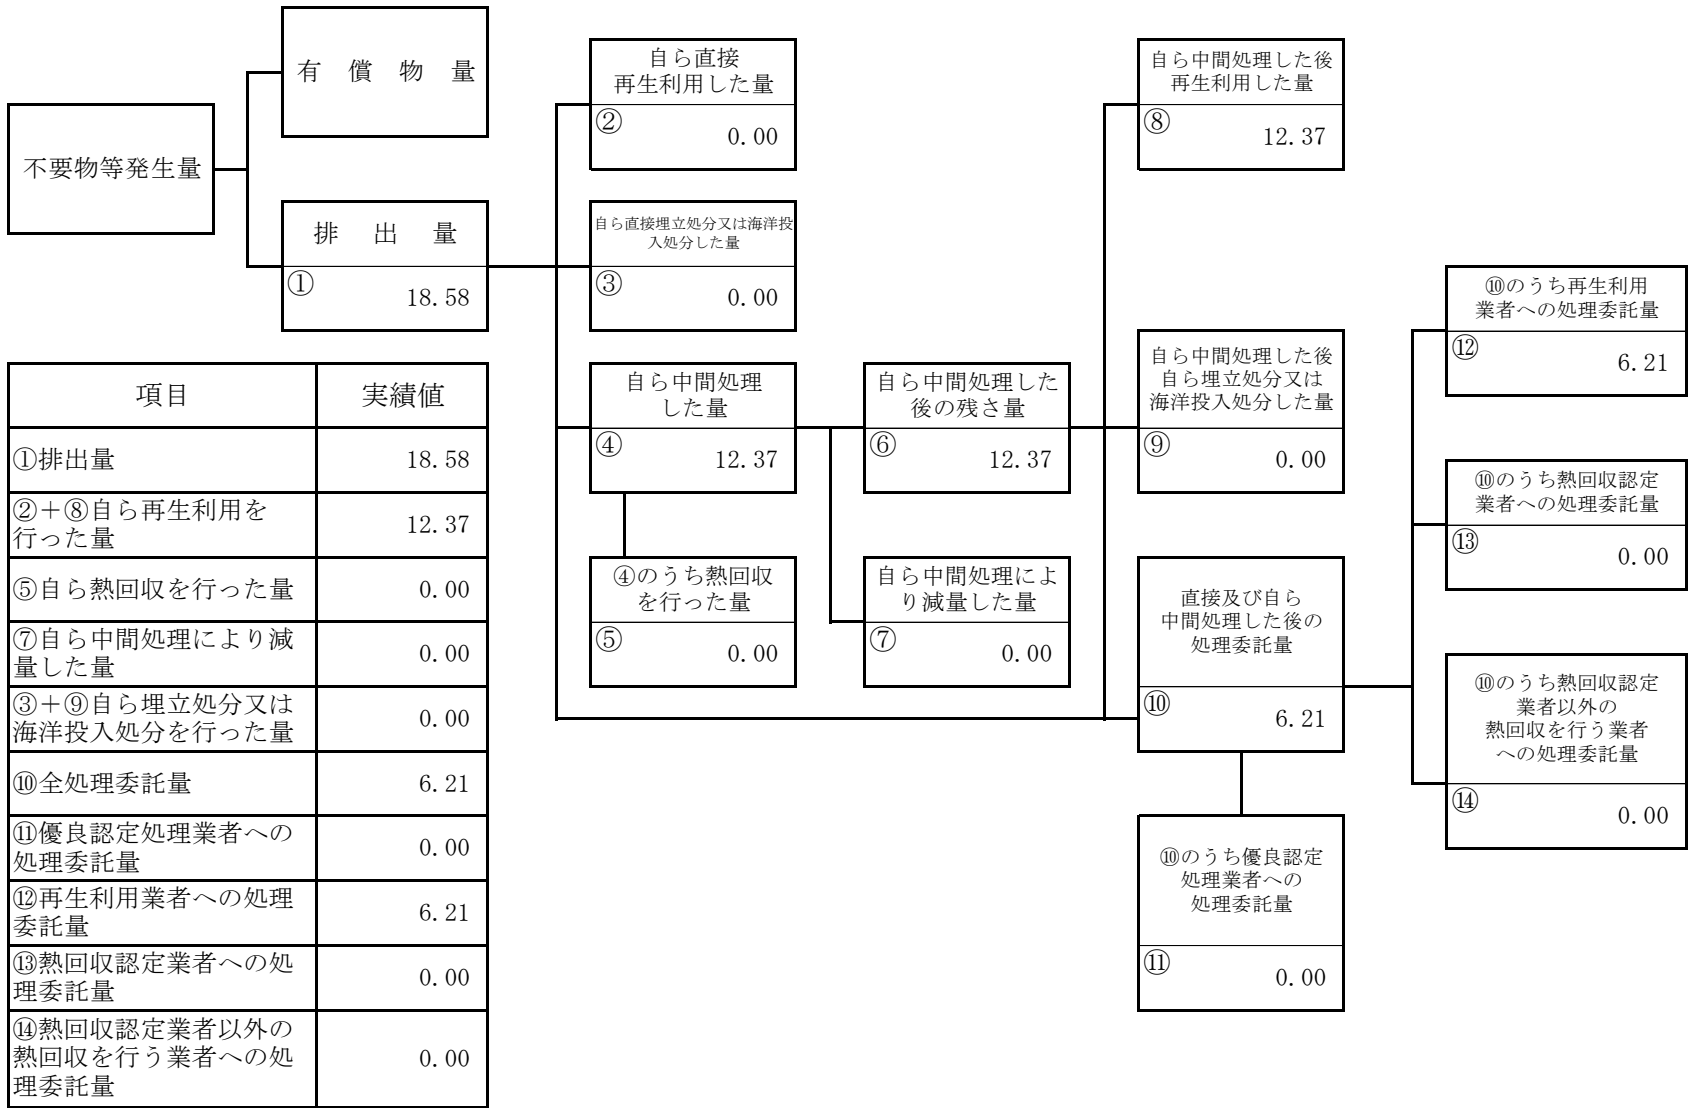 有償物量
不要物等発生量
排出量
① 18.58
自ら直接
再生利用した量
② 0.00
自ら直接埋立処分又は海洋投
入処分した量
③ 0.00
自ら中間処理
した量
④ 12.37
④のうち熱回収
を行った量
⑤ 0.00
自ら中間処理した
後の残さ量
⑥ 12.37
自ら中間処理によ
り減量した量
⑦ 0.00
自ら中間処理した後
再生利用した量
⑧ 12.37
自ら中間処理した後
自ら埋立処分又は
海洋投入処分した量
⑨ 0.00
直接及び自ら
中間処理した後の
処理委託量
⑩ 6.21
⑩のうち優良認定
処理業者への
処理委託量
⑪ 0.00
⑩のうち再生利用
業者への処理委託量
⑫ 6.21
⑩のうち熱回収認定
業者への処理委託量
⑬ 0.00
⑩のうち熱回収認定
業者以外の
熱回収を行う業者
への処理委託量
⑭ 0.00
項目 実績値
①排出量 18.58
②＋⑧自ら再生利用を
行った量 12.37
⑤自ら熱回収を行った量 0.00
⑦自ら中間処理により減
量した量 0.00
③＋⑨自ら埋立処分又は
海洋投入処分を行った量 0.00
⑩全処理委託量 6.21
⑪優良認定処理業者への
処理委託量 0.00
⑫再生利用業者への処理
委託量 6.21
⑬熱回収認定業者への処
理委託量 0.00
⑭熱回収認定業者以外の
熱回収を行う業者への処
理委託量 0.00